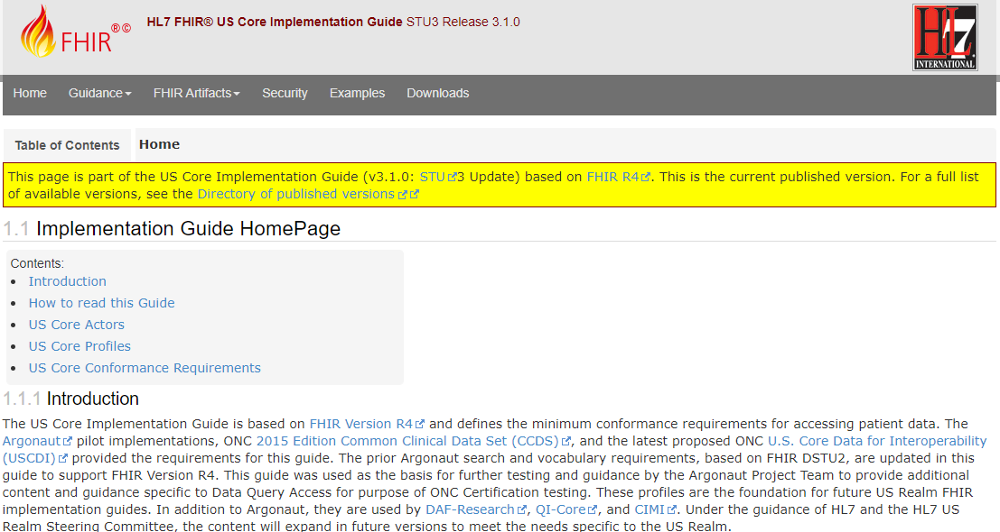 FHIR®©
HL7 FHIR® US Core Implementation Guide STU3 Release 3.1.0
HL7.
INTERNATIONAL
Home Guidance FHIR Artifacts Security Examples Downloads
Table of Contents Home
This page is part of the US Core Implementation Guide (v3.1.0: STU3 Update) based on FHIR R4. This is the current published version. For a full list
of available versions, see the Directory of published versions
1.1 Implementation Guide HomePage
Contents:
• Introduction
• How to read this Guide
• US Core Actors
• US Core Profiles
• US Core Conformance Requirements
1.1.1 Introduction
The US Core Implementation Guide is based on FHIR Version R4 and defines the minimum conformance requirements for accessing patient data. The
Argonaut pilot implementations, ONC 2015 Edition Common Clinical Data Set (CCDS), and the latest proposed ONC U.S. Core Data for Interoperability
(USCDI) provided the requirements for this guide. The prior Argonaut search and vocabulary requirements, based on FHIR DSTU2, are updated in this
guide to support FHIR Version R4. This guide was used as the basis for further testing and guidance by the Argonaut Project Team to provide additional
content and guidance specific to Data Query Access for purpose of ONC Certification testing. These profiles are the foundation for future US Realm FHIR
implementation guides. In addition to Argonaut, they are used by DAF-Research, QI-Core, and CIMI. Under the guidance of HL7 and the HL7 US
Realm Steering Committee, the content will expand in future versions to meet the needs specific to the US Realm.